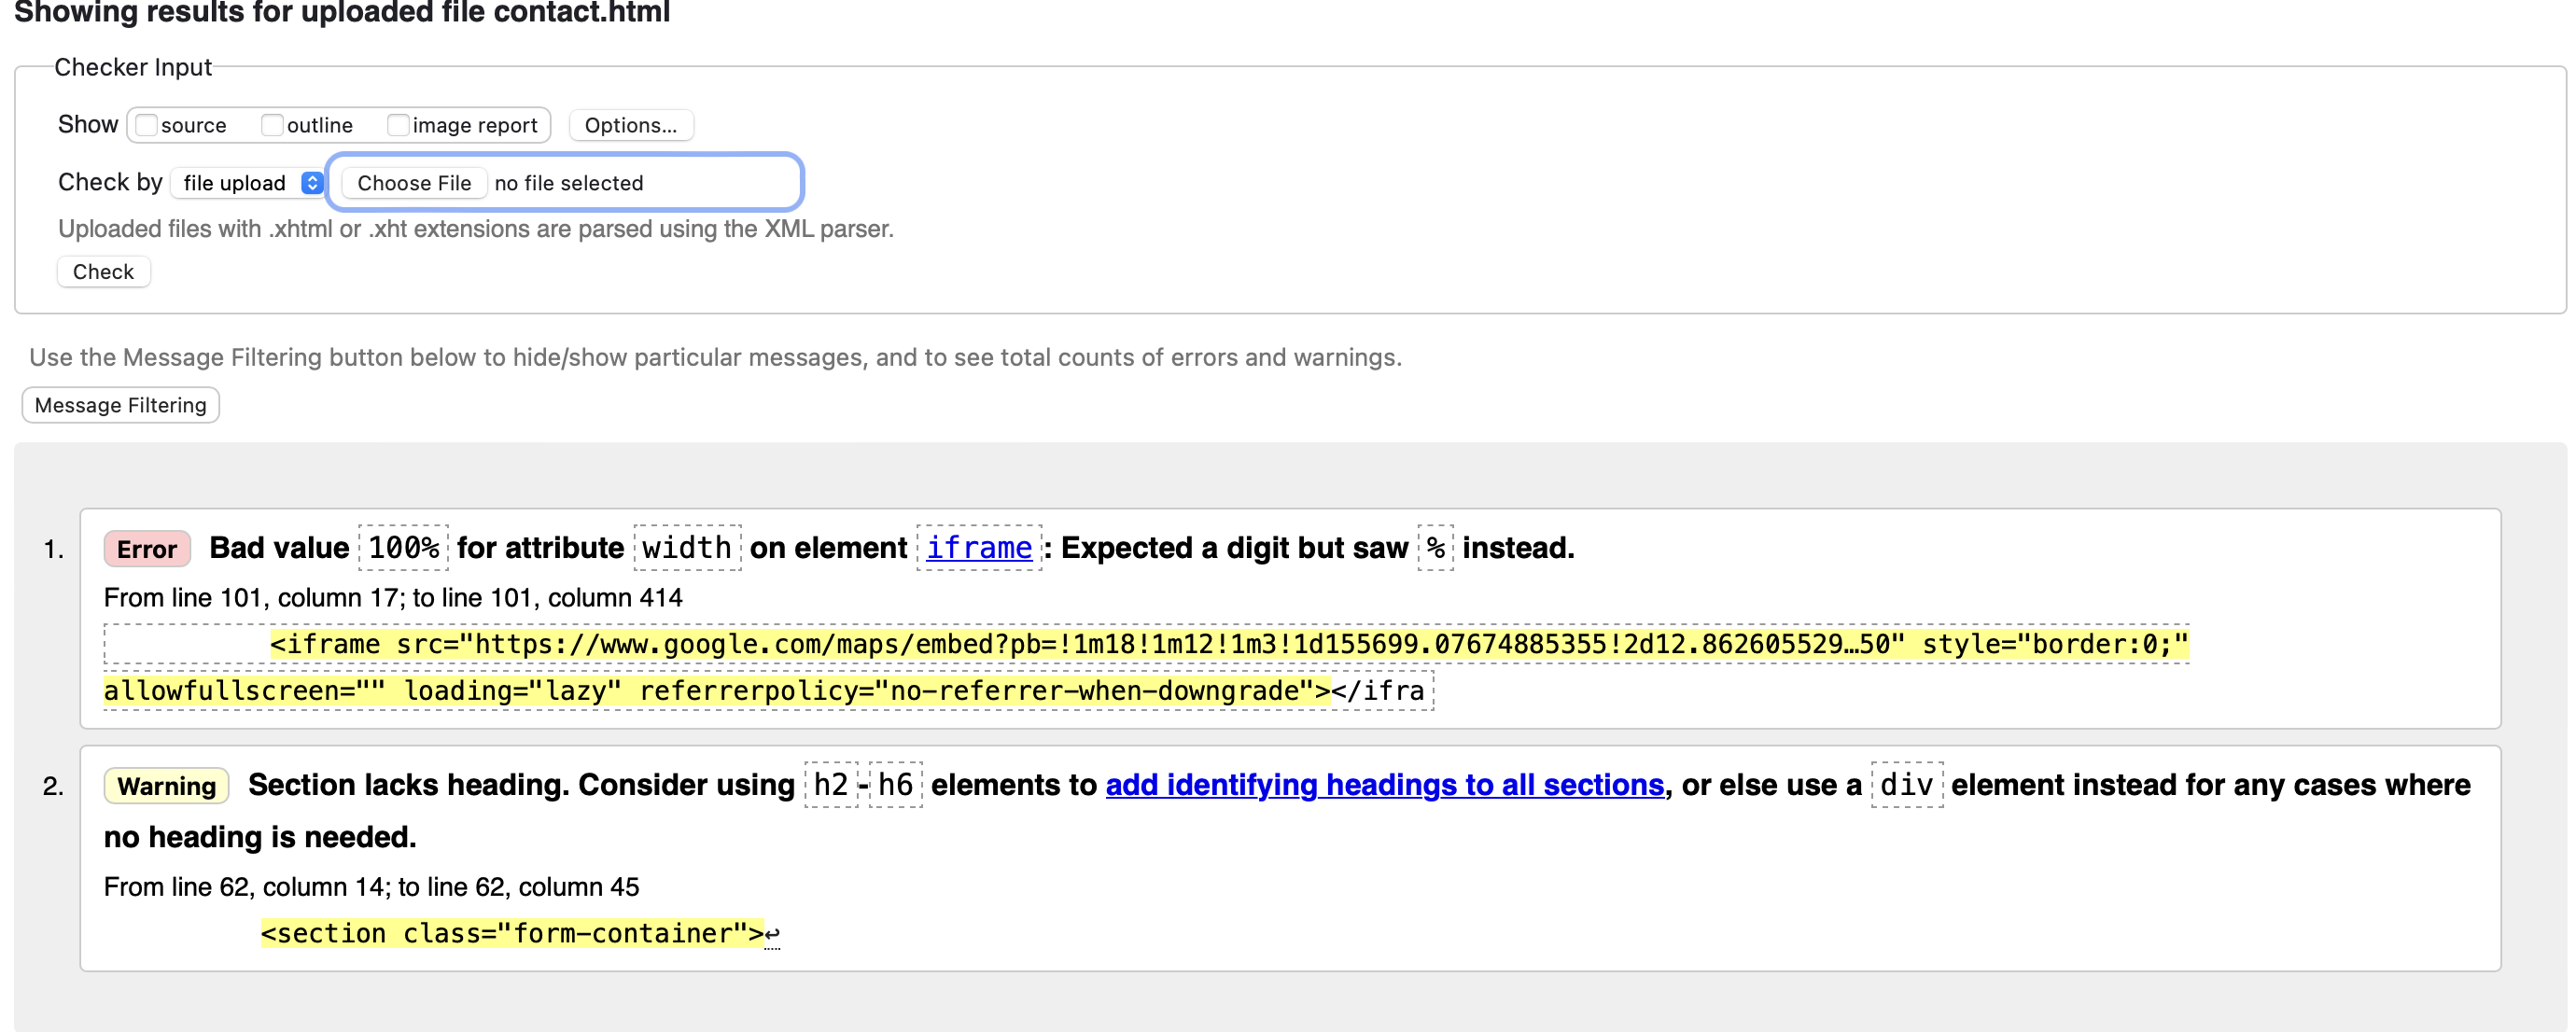 Showing results for uploaded file contact.html
Checker Input
Show source outline image report Options...
Check by file upload Choose File no file selected
Uploaded files with .xhtml or .xht extensions are parsed using the XML parser.
Check
Use the Message Filtering button below to hide/show particular messages, and to see total counts of errors and warnings.
Message Filtering
1. Error Bad value 100% for attribute width on element iframe: Expected a digit but saw % instead.
From line 101, column 17; to line 101, column 414
<iframe src="https://www.google.com/maps/embed?pb=!1m18!1m12!1m3!1d155699.07674885355!2d12.862605529…50" style="border:0;"
allowfullscreen="" loading="lazy" referrerpolicy="no-referrer-when-downgrade"></ifra
2. Warning Section lacks heading. Consider using h2-h6 elements to add identifying headings to all sections, or else use a div element instead for any cases where
no heading is needed.
From line 62, column 14; to line 62, column 45
<section class="form-container">↩